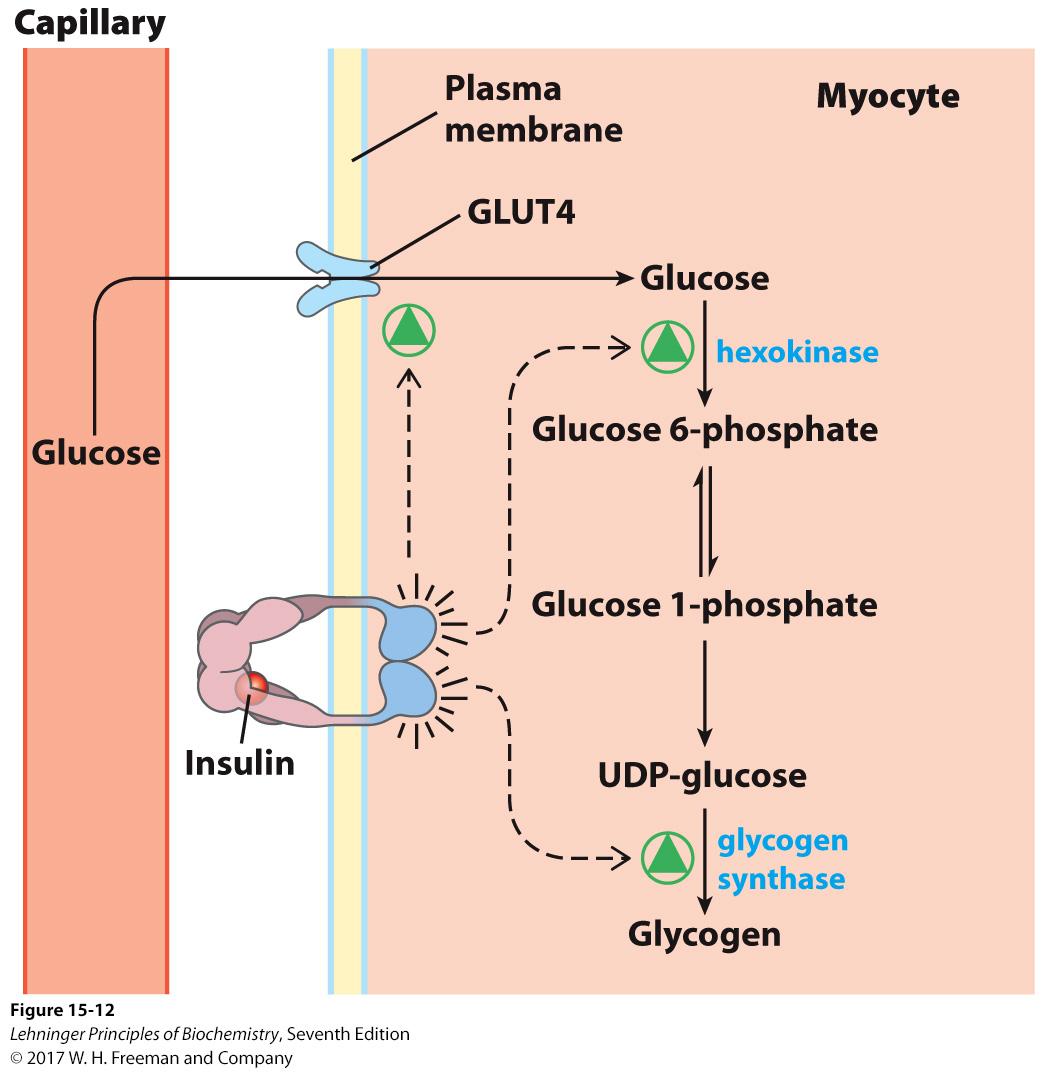 Capillary
Plasma
membrane
Myocyte
GLUT4
Glucose
hexokinase
Glucose 6-phosphate
Glucose
Glucose 1-phosphate
Insulin
UDP-glucose
glycogen
synthase
Glycogen
Figure 15-12
Lehninger Principles of Biochemistry, Seventh Edition
© 2017 W. H. Freeman and Company